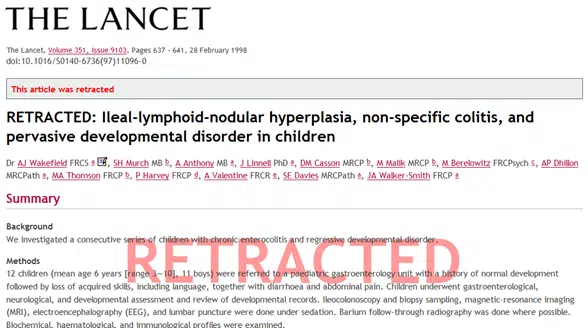 THE LANCET
The Lancet, Volume 351, Issue 9103, Pages 637 - 641, 28 February 1998
doi:10.1016/S0140-6736(97)11096-0
This article was retracted
RETRACTED: Ileal-lymphoid-nodular hyperplasia, non-specific colitis, and
pervasive developmental disorder in children
Dr AJ Wakefield FRCS a, SH Murch MB b, A Anthony MB a, J Linnell PhD a, DM Casson MRCP b, M Malik MRCP b, M Berelowitz FRCPsych c, AP Dhillon
MRCPath a, MA Thomson FRCP b, P Harvey FRCP d, A Valentine FRCR e, SE Davies MRCPath a, JA Walker-Smith FRCP a
Summary
Background
We investigated a consecutive series of children with chronic enterocolitis and regressive developmental disorder.
RETRACTED
Methods
12 children (mean age 6 years [range 3—10], 11 boys) were referred to a paediatric gastroenterology unit with a history of normal development
followed by loss of acquired skills, including language, together with diarrhoea and abdominal pain. Children underwent gastroenterological,
neurological, and developmental assessment and review of developmental records. Ileocolonoscopy and biopsy sampling, magnetic-resonance imaging
(MRI), electroencephalography (EEG), and lumbar puncture were done under sedation. Barium follow-through radiography was done where possible.
Biochemical, haematological, and immunological profiles were examined.